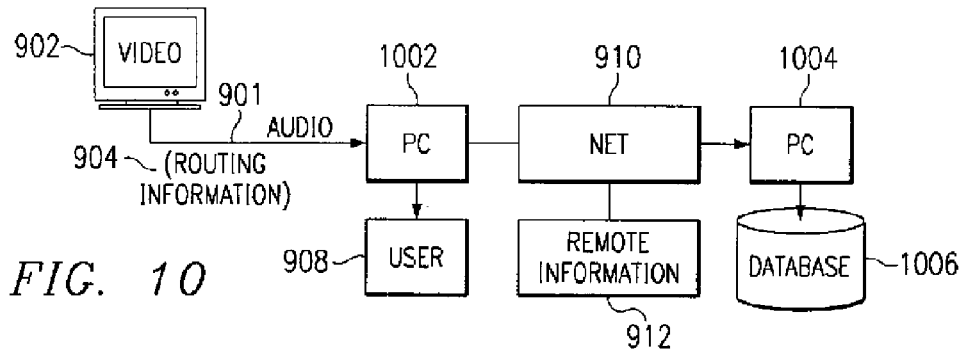 902
VIDEO
901
AUDIO
904
(ROUTING
INFORMATION)
1002
PC
910
NET
1004
PC
908
USER
REMOTE
INFORMATION
912
DATABASE
1006
FIG. 10